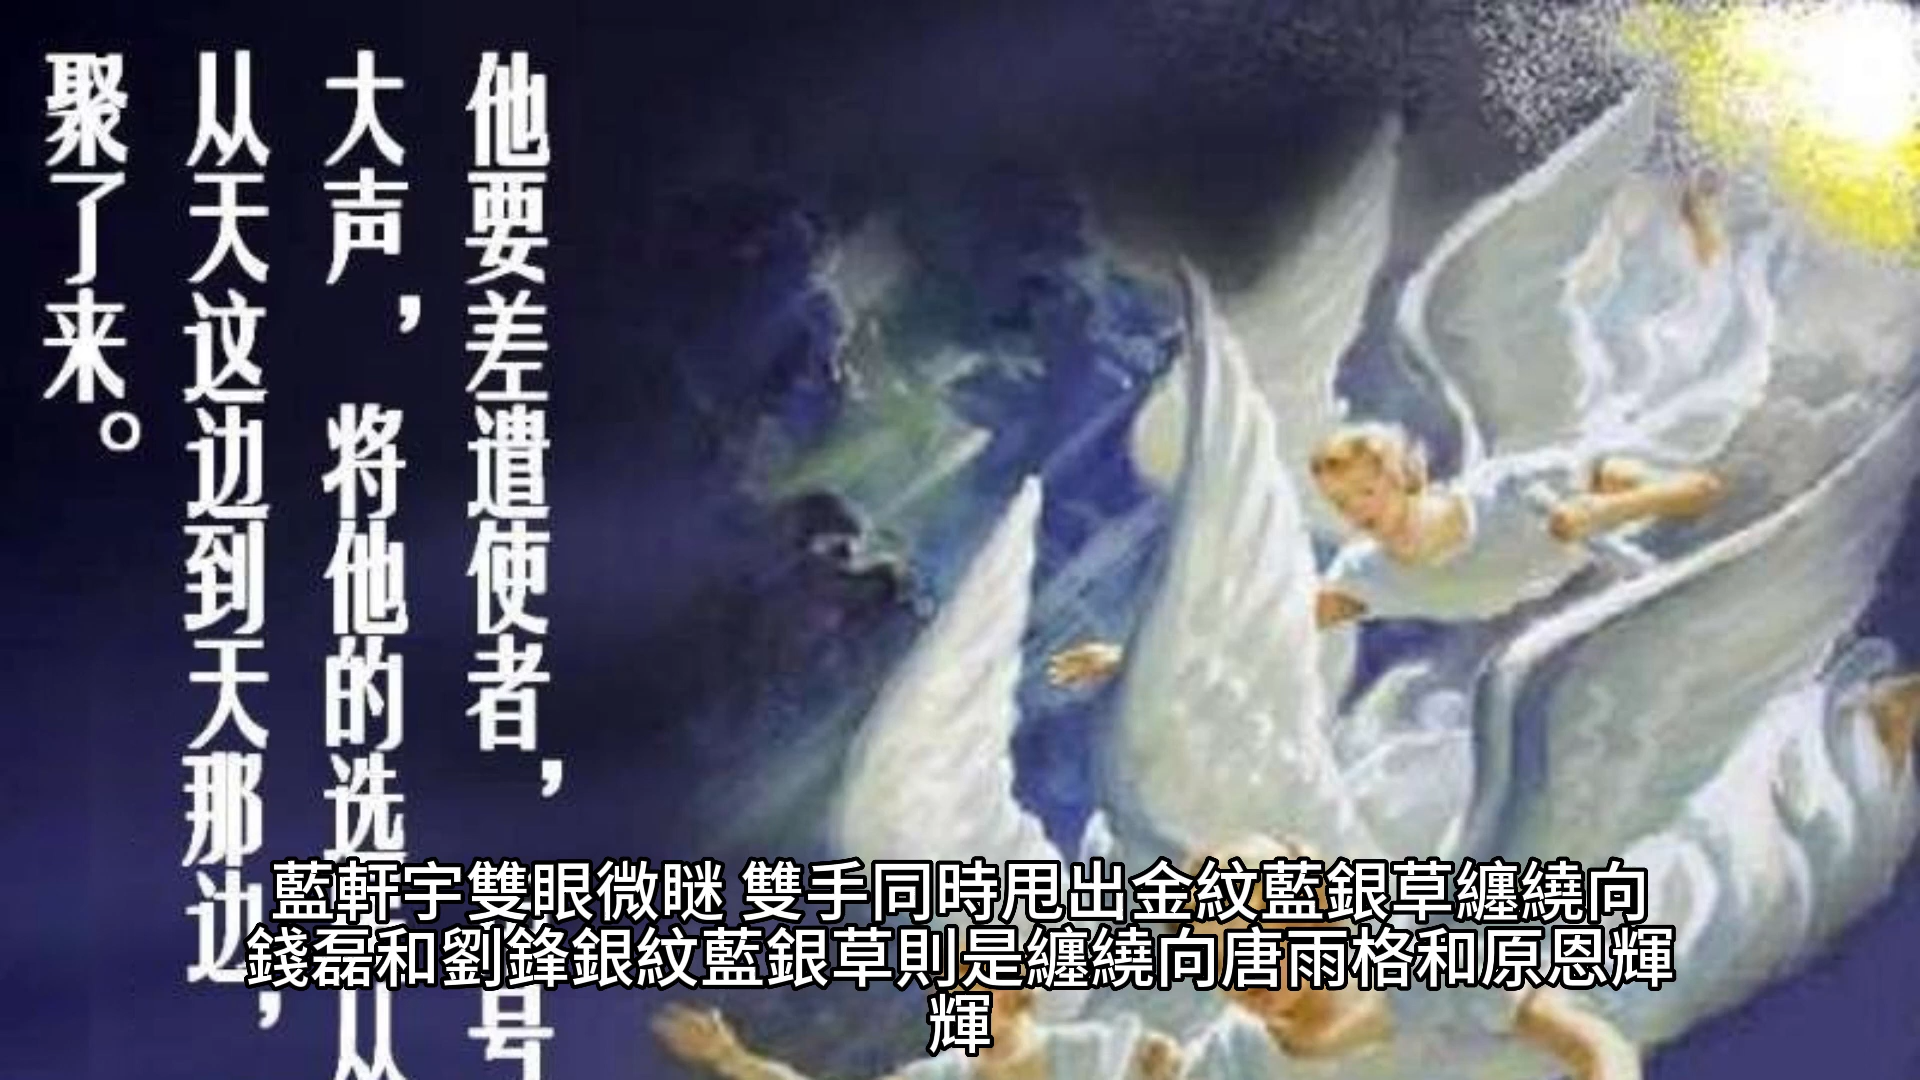 他要差遣使者，号
大声，将他的选从
从天这边到天那边，
聚了来。
藍軒宇雙眼微瞇 雙手同時甩出金紋藍銀草纏繞向
錢磊和劉鋒銀紋藍銀草則是纏繞向唐雨格和原恩輝
輝